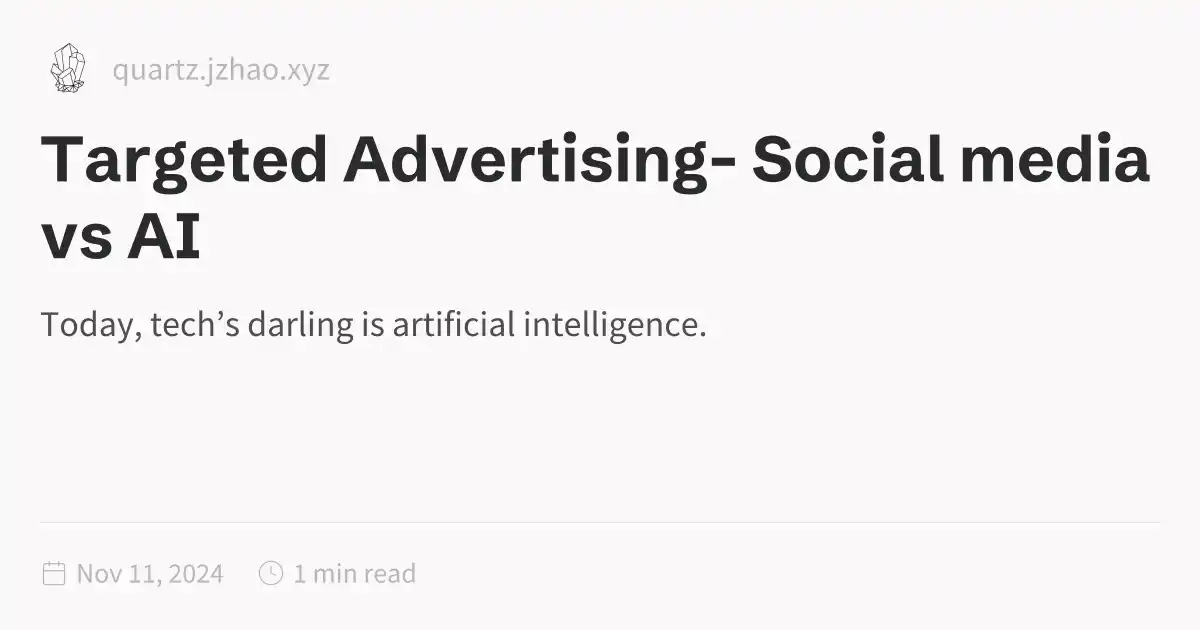 quartz.jzhao.xyz
Targeted Advertising- Social media
vs AI
Today, tech’s darling is artificial intelligence.
Nov 11, 2024
1 min read